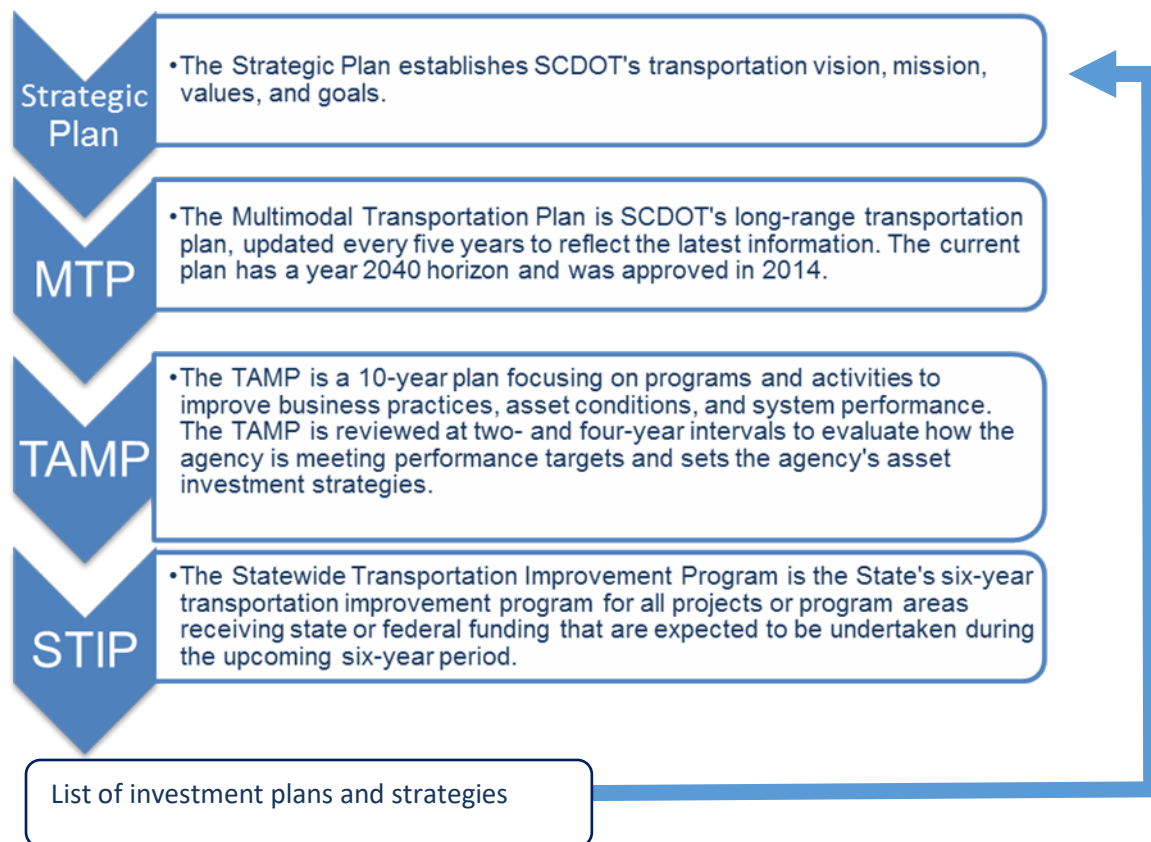 Strategic
Plan
•The Strategic Plan establishes SCDOT's transportation vision, mission,
values, and goals.
MTP
•The Multimodal Transportation Plan is SCDOT's long-range transportation
plan, updated every five years to reflect the latest information. The current
plan has a year 2040 horizon and was approved in 2014.
TAMP
•The TAMP is a 10-year plan focusing on programs and activities to
improve business practices, asset conditions, and system performance.
The TAMP is reviewed at two- and four-year intervals to evaluate how the
agency is meeting performance targets and sets the agency's asset
investment strategies.
STIP
•The Statewide Transportation Improvement Program is the State's six-year
transportation improvement program for all projects or program areas
receiving state or federal funding that are expected to be undertaken during
the upcoming six-year period.
List of investment plans and strategies